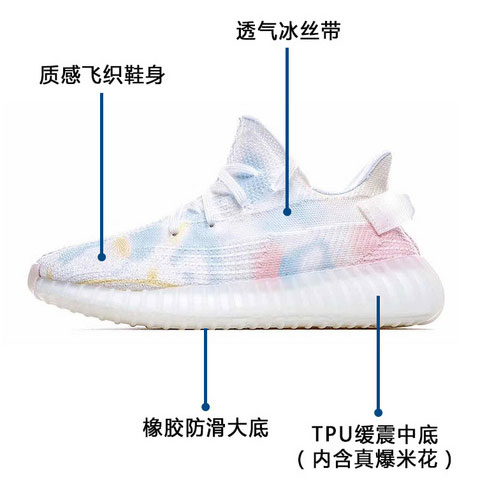 透气冰丝带
质感飞织鞋身
橡胶防滑大底
TPU缓震中底
（内含真爆米花）